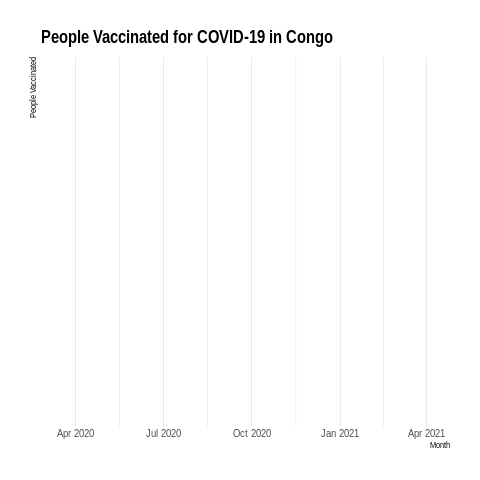 People Vaccinated for COVID-19 in Congo
People Vaccinated
Apr 2020 Jul 2020 Oct 2020 Jan 2021 Apr 2021
Month